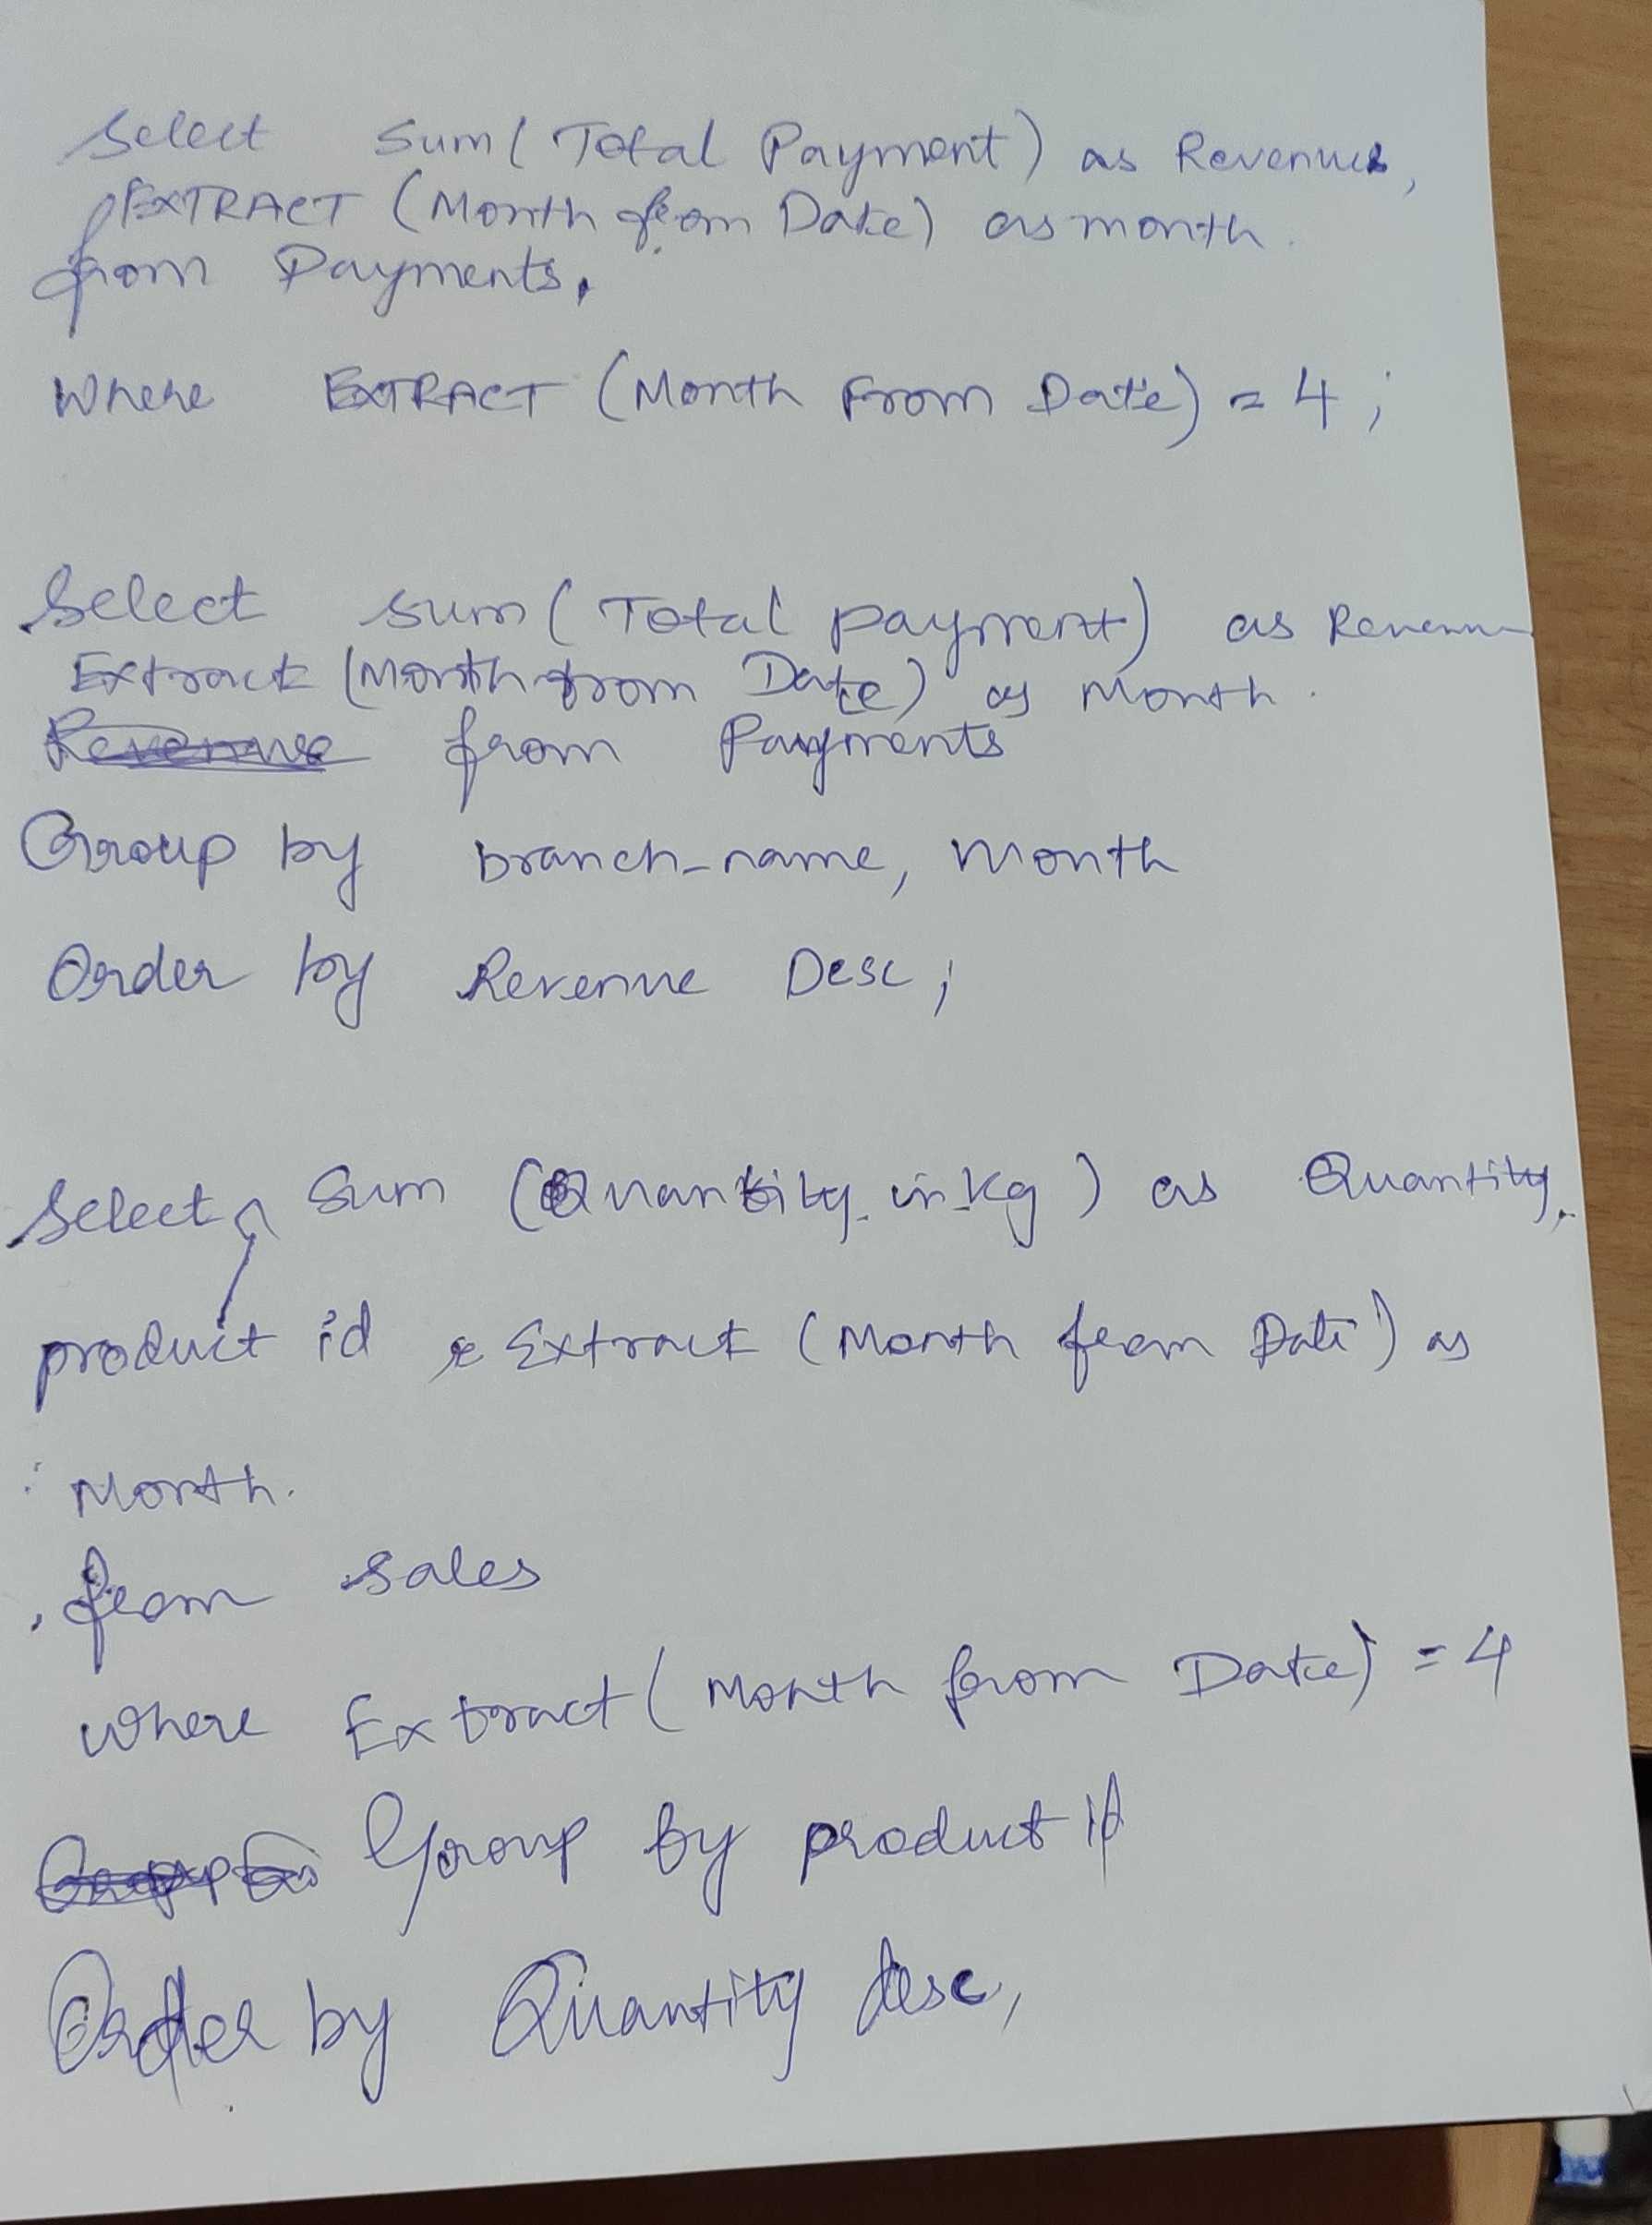 Select Sum ( Total Payment ) as Revenue,
EXTRACT ( Month from Date ) as month
from Payments,
Where EXTRACT ( Month From Date ) = 4 ;
Select sum ( Total payment ) as Revenue
Extract ( Month from Date ) as Month.
from Payments
Group by branch_name, Month
Order by Revenue Desc ;
Select Sum ( Quantity_in_kg ) as Quantity,
product id Extract ( Month from Date ) as
Month.
from sales
where Extract ( Month from Date ) = 4
Group by product id
Order by Quantity desc,